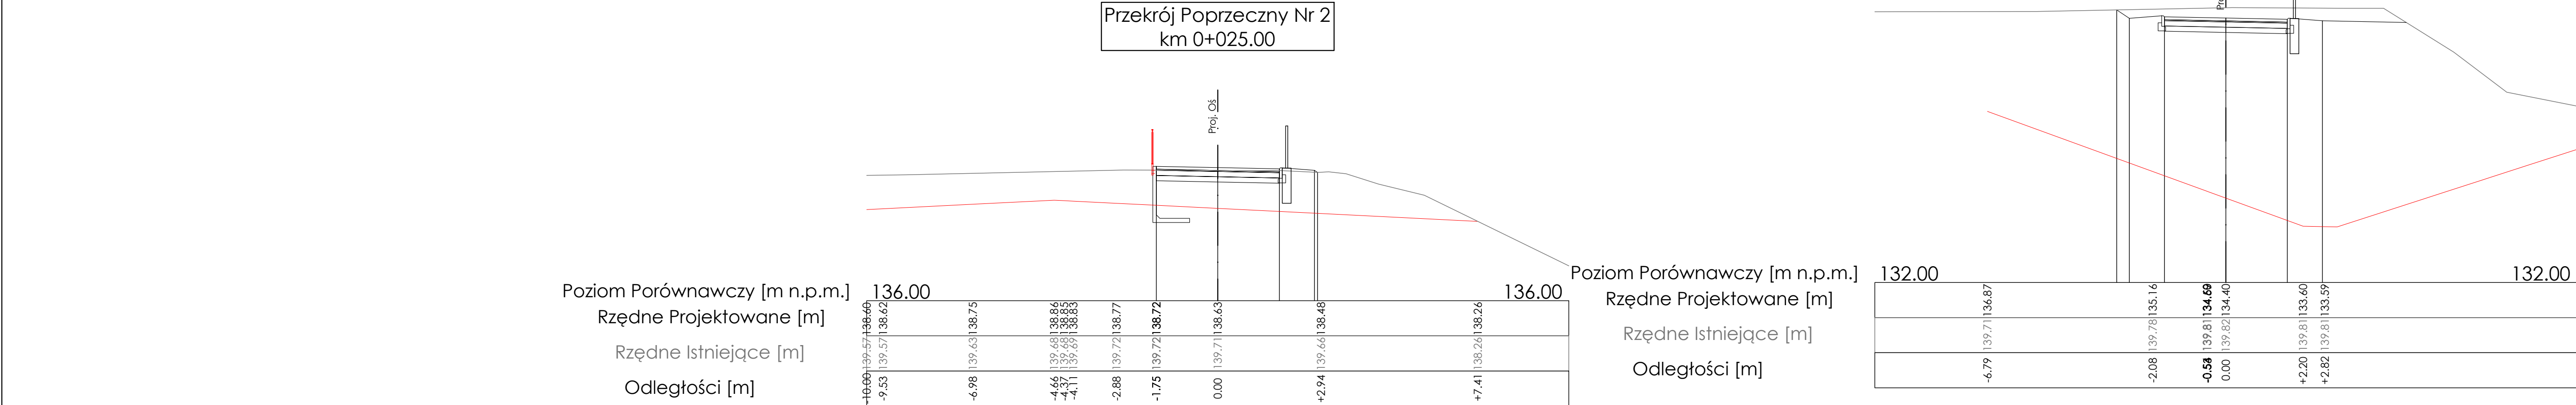 Przekrój Poprzeczny Nr 2
km 0+025.00
Proj. Oś
Poziom Porównawczy [m n.p.m.] 136.00 136.00
Rzędne Projektowane [m] 138.60 138.62 138.75 138.86 138.85 138.83 138.77 138.72 138.63 138.48 138.26
Rzędne Istniejące [m] 139.57 139.57 139.63 139.68 139.68 139.69 139.72 139.72 139.71 139.66 138.26
Odległości [m] -10.00 -9.53 -6.98 -4.66 -4.37 -4.11 -2.88 -1.75 0.00 +2.94 +7.41
Poziom Porównawczy [m n.p.m.] 132.00 132.00
Rzędne Projektowane [m] 136.87 135.16 134.40 133.60 133.59
Rzędne Istniejące [m] 139.71 139.78 139.81 139.82 139.81 139.81
Odległości [m] -6.79 -2.08 0.00 +2.20 +2.82